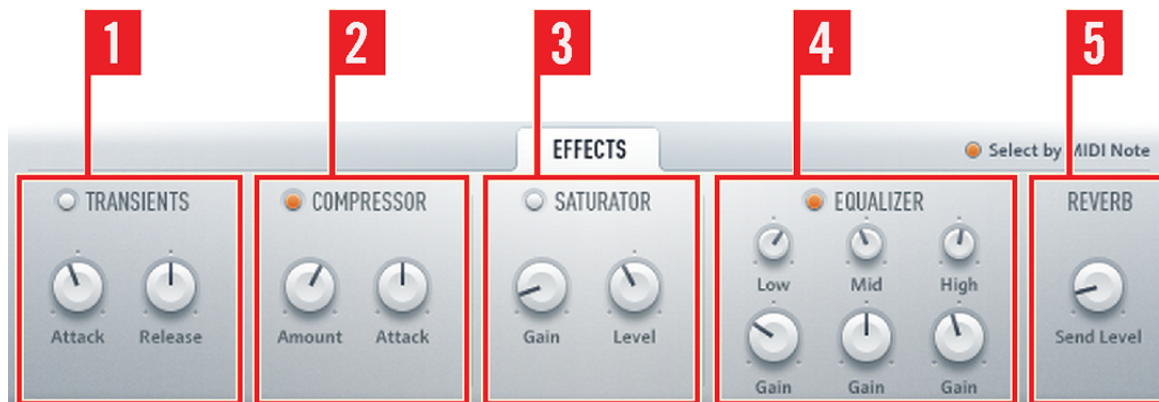 1 2 3 4 5
EFFECTS
Select by MIDI Note
TRANSIENTS COMPRESSOR SATURATOR EQUALIZER REVERB
Low Mid High
Attack Release Amount Attack Gain Level Send Level
Gain Gain Gain